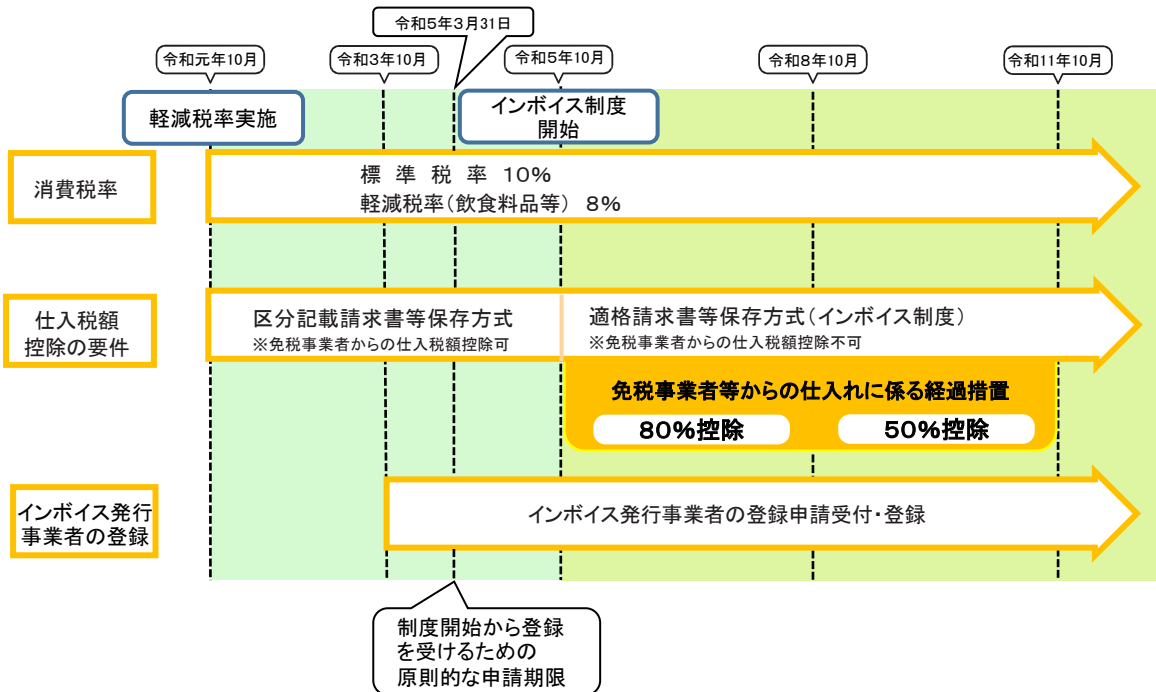 令和5年3月31日
令和元年10月
令和3年10月
令和5年10月
令和8年10月
令和11年10月
軽減税率実施
インボイス制度
開始
消費税率
標準税率 10%
軽減税率(飲食料品等) 8%
仕入税額
控除の要件
区分記載請求書等保存方式
※免税事業者からの仕入税額控除可
適格請求書等保存方式(インボイス制度)
※免税事業者からの仕入税額控除不可
免税事業者等からの仕入れに係る経過措置
80%控除
50%控除
インボイス発行
事業者の登録
インボイス発行事業者の登録申請受付・登録
制度開始から登録
を受けるための
原則的な申請期限